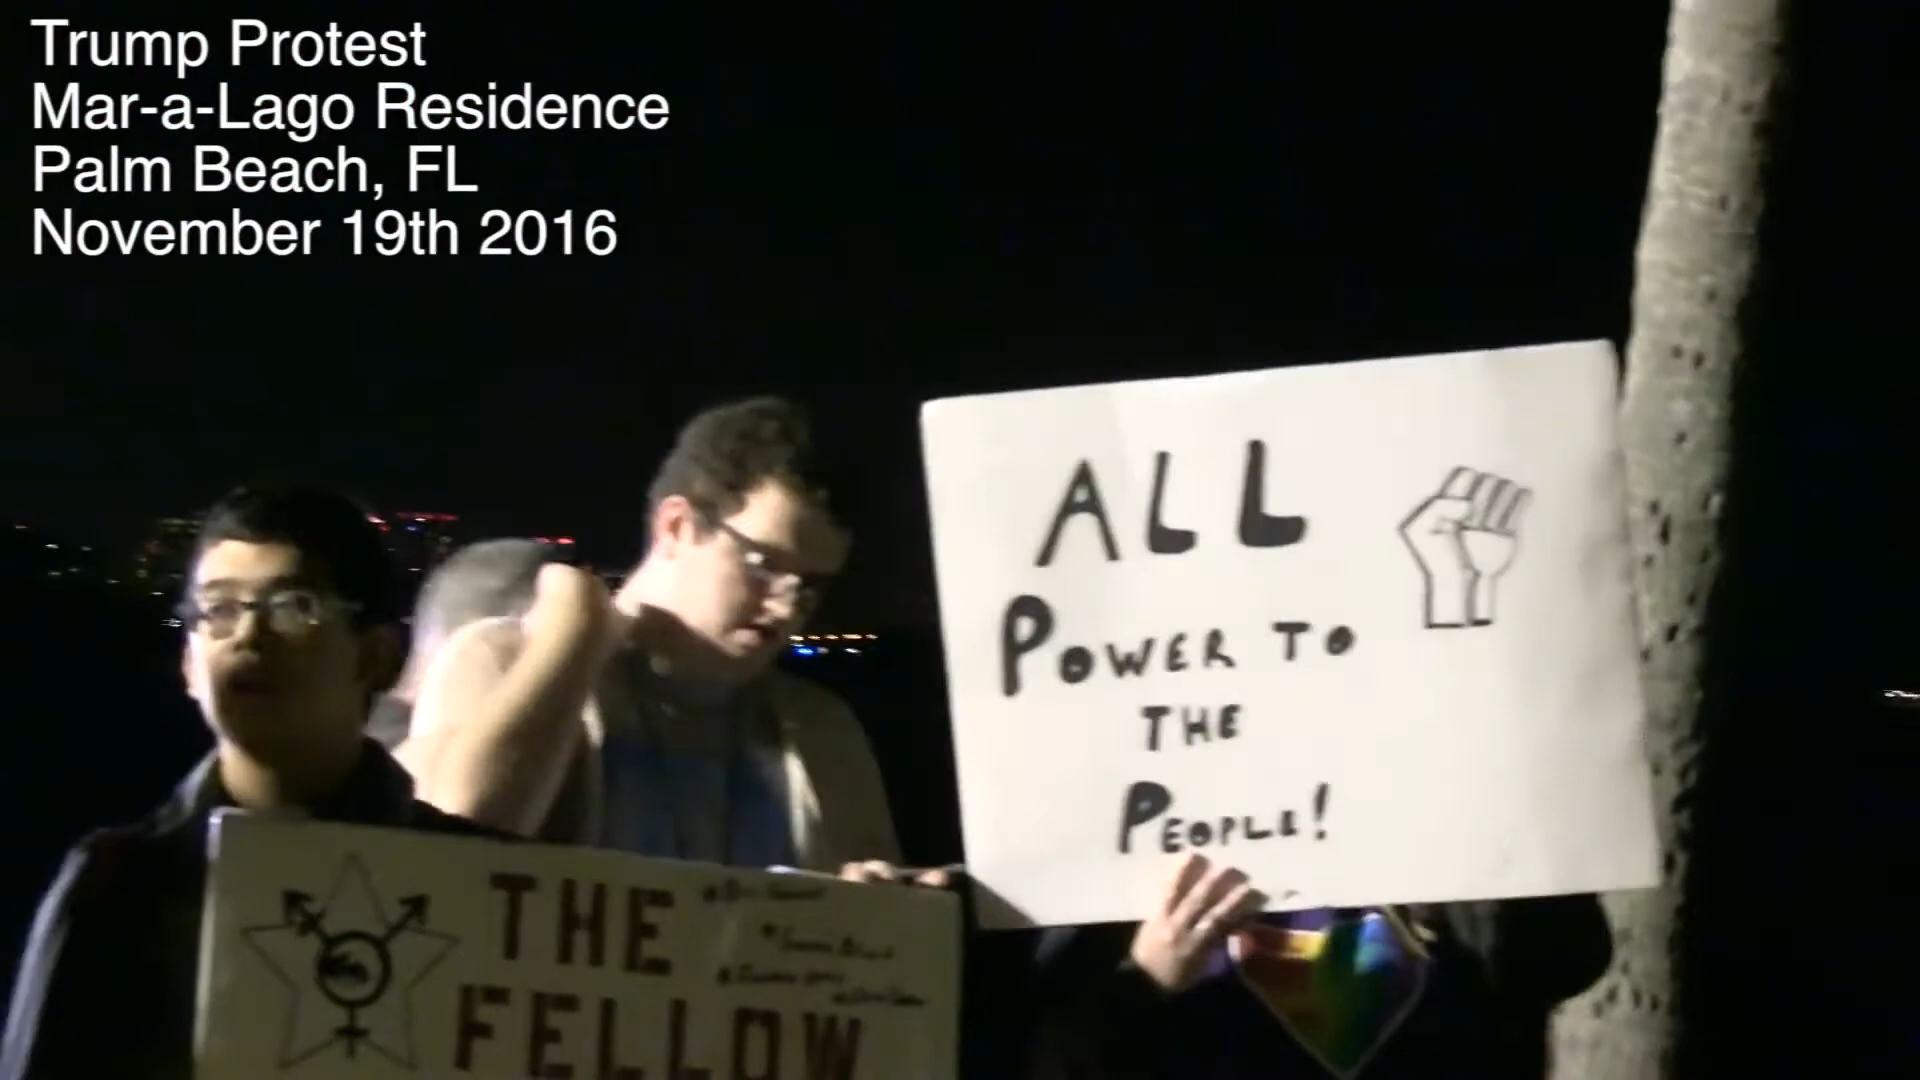 Trump Protest
Mar-a-Lago Residence
Palm Beach, FL
November 19th 2016
ALL
POWER TO
THE
PEOPLE!
THE
FELLOW